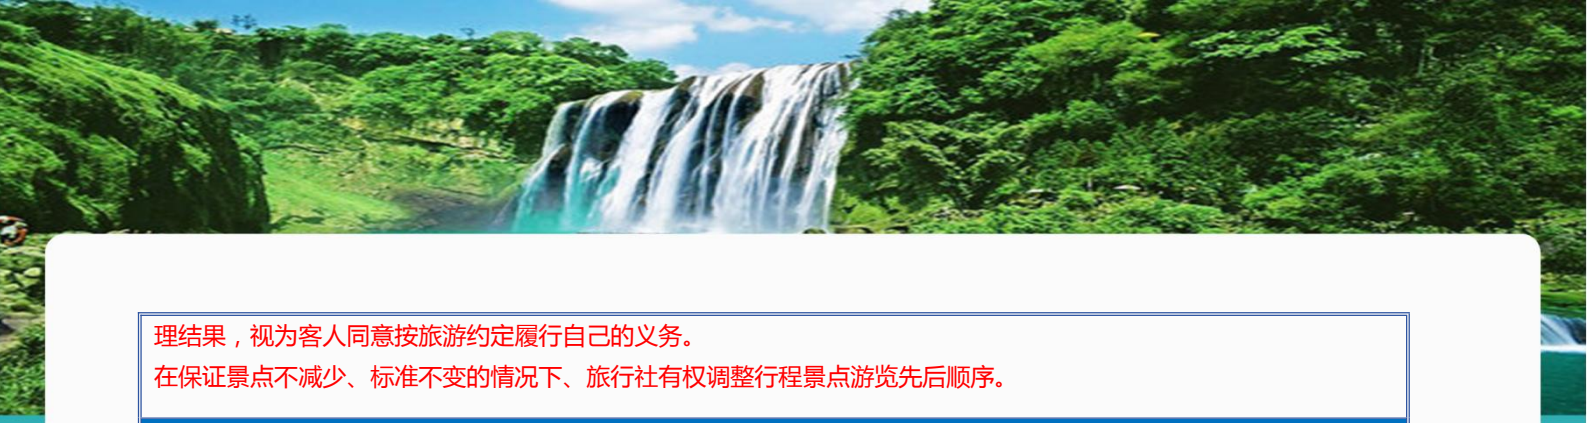 理结果，视为客人同意按旅游约定履行自己的义务。
在保证景点不减少、标准不变的情况下、旅行社有权调整行程景点游览先后顺序。